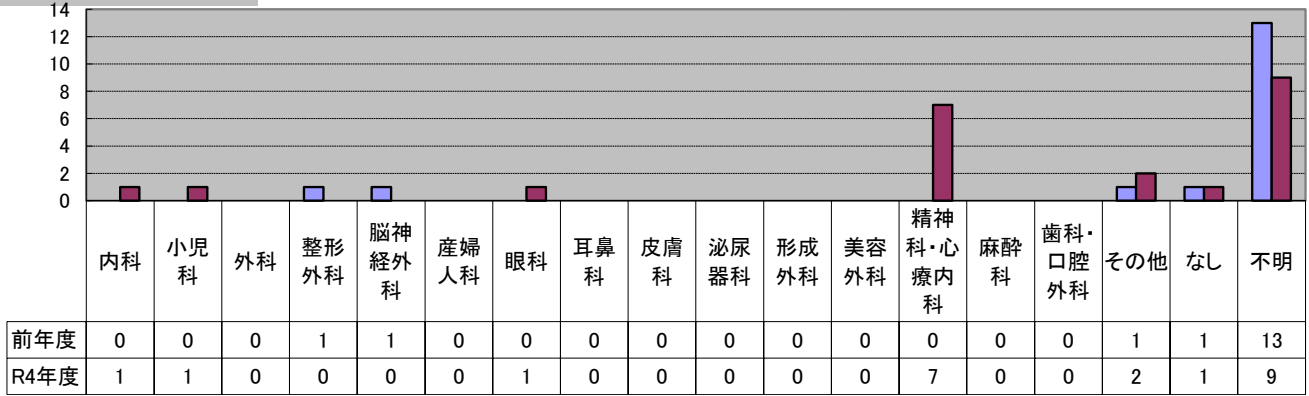 14
12
10
8
6
4
2
0
内科 小児科 外科 整形外科 脳神経外科 産婦人科 眼科 耳鼻科 皮膚科 泌尿器科 形成外科 美容外科 精神科・心療内科 麻酔科 歯科・口腔外科 その他 なし 不明
前年度 0 0 0 1 1 0 0 0 0 0 0 0 0 0 0 1 1 13
R4年度 1 1 0 0 0 0 1 0 0 0 0 0 7 0 0 2 1 9